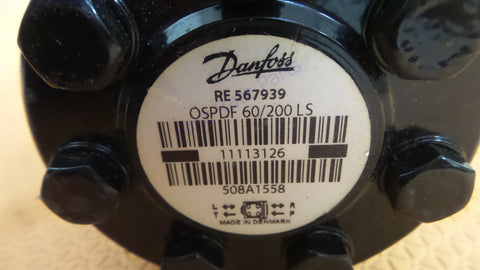 Danfoss
RE 567939
OSPDF 60/200 LS
11113126
508A1558
L R
T P
MADE IN DENMARK